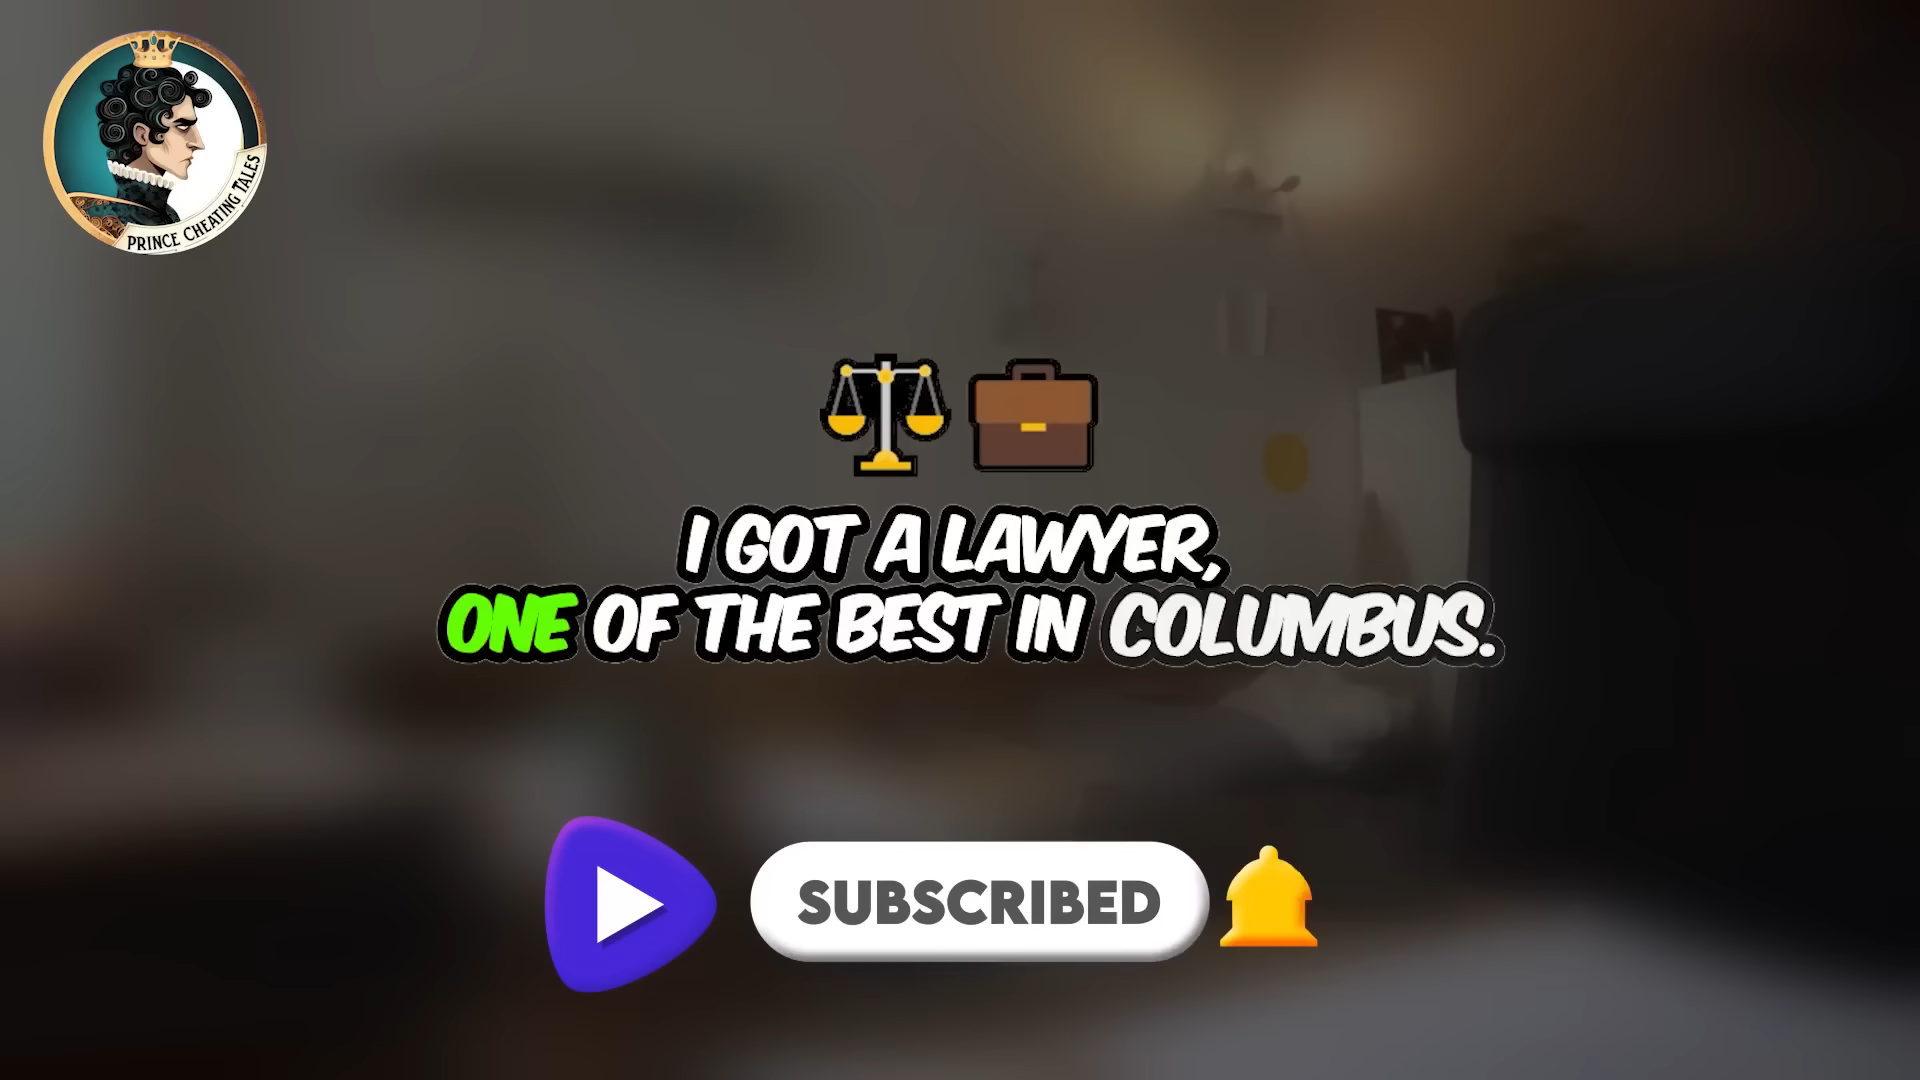 PRINCE CHEATING TALES
I GOT A LAWYER,
ONE OF THE BEST IN COLUMBUS.
SUBSCRIBED